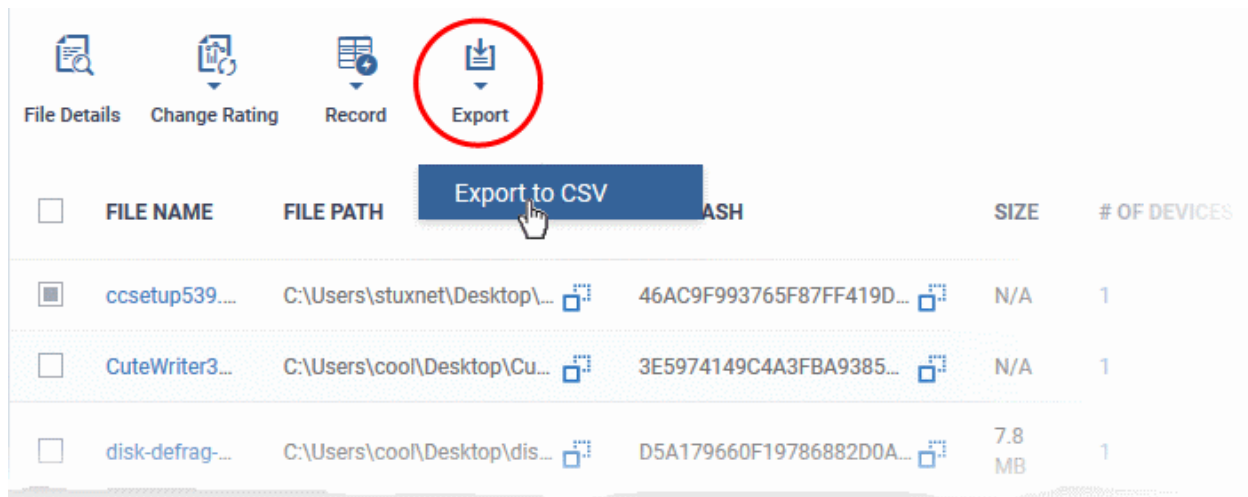 File Details Change Rating Record Export
Export to CSV
FILE NAME FILE PATH ASH SIZE # OF DEVICES
ccsetup539.... C:\Users\stuxnet\Desktop\... 46AC9F993765F87FF419D... N/A 1
CuteWriter3... C:\Users\cool\Desktop\Cu... 3E5974149C4A3FBA9385... N/A 1
disk-defrag-... C:\Users\cool\Desktop\dis... D5A179660F19786882D0A... 7.8 MB 1